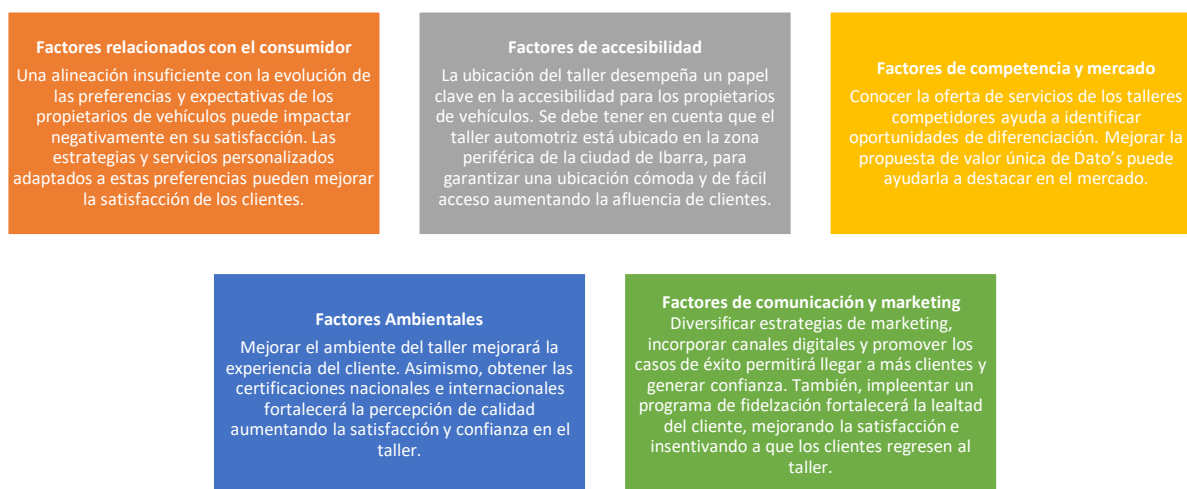 Factores relacionados con el consumidor
Una alineación insuficiente con la evolución de
las preferencias y expectativas de los
propietarios de vehículos puede impactar
negativamente en su satisfacción. Las
estrategias y servicios personalizados
adaptados a estas preferencias pueden mejorar
la satisfacción de los clientes.
Factores de accesibilidad
La ubicación del taller desempeña un papel
clave en la accesibilidad para los propietarios
de vehículos. Se debe tener en cuenta que el
taller automotriz está ubicado en la zona
periférica de la ciudad de Ibarra, para
garantizar una ubicación cómoda y de fácil
acceso aumentando la afluencia de clientes.
Factores de competencia y mercado
Conocer la oferta de servicios de los talleres
competidores ayuda a identificar
oportunidades de diferenciación. Mejorar la
propuesta de valor única de Dato’s puede
ayudarla a destacar en el mercado.
Factores Ambientales
Mejorar el ambiente del taller mejorará la
experiencia del cliente. Asimismo, obtener las
certificaciones nacionales e internacionales
fortalecerá la percepción de calidad
aumentando la satisfacción y confianza en el
taller.
Factores de comunicación y marketing
Diversificar estrategias de marketing,
incorporar canales digitales y promover los
casos de éxito permitirá llegar a más clientes y
generar confianza. También, impleentar un
programa de fidelzación fortalecerá la lealtad
del cliente, mejorando la satisfacción e
insentivando a que los clientes regresen al
taller.